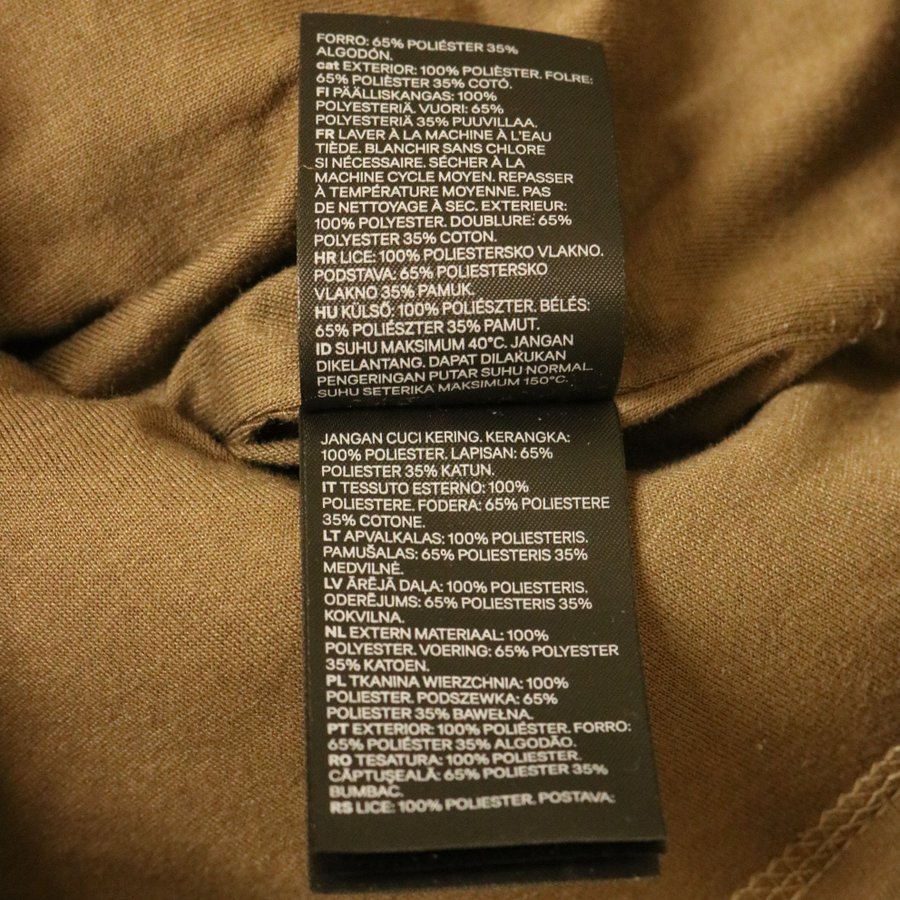 FORRO: 65% POLIÉSTER 35%
ALGODÓN.
cat EXTERIOR: 100% POLIÈSTER. FOLRE:
65% POLIÈSTER 35% COTÓ.
FI PÄÄLLISKANGAS: 100%
POLYESTERIÄ. VUORI: 65%
POLYESTERIÄ 35% PUUVILLAA.
FR LAVER À LA MACHINE À L'EAU
TIÈDE. BLANCHIR SANS CHLORE
SI NÉCESSAIRE. SÉCHER À LA
MACHINE CYCLE MOYEN. REPASSER
À TEMPÉRATURE MOYENNE. PAS
DE NETTOYAGE À SEC. EXTERIEUR:
100% POLYESTER. DOUBLURE: 65%
POLYESTER 35% COTON.
HR LICE: 100% POLIESTERSKO VLAKNO.
PODSTAVA: 65% POLIESTERSKO
VLAKNO 35% PAMUK.
HU KÜLSŐ: 100% POLIÉSZTER. BÉLÉS:
65% POLIÉSZTER 35% PAMUT.
ID SUHU MAKSIMUM 40°C. JANGAN
DIKELANTANG. DAPAT DILAKUKAN
PENGERINGAN PUTAR SUHU NORMAL.
SUHU SETERIKA MAKSIMUM 150°C.
JANGAN CUCI KERING. KERANGKA:
100% POLIESTER. LAPISAN: 65%
POLIESTER 35% KATUN.
IT TESSUTO ESTERNO: 100%
POLIESTERE. FODERA: 65% POLIESTERE
35% COTONE.
LT APVALKALAS: 100% POLIESTERIS.
PAMUŠALAS: 65% POLIESTERIS 35%
MEDVILNĖ.
LV ĀRĒJĀ DAĻA: 100% POLIESTERIS.
ODERĒJUMS: 65% POLIESTERIS 35%
KOKVILNA.
NL EXTERN MATERIAAL: 100%
POLYESTER. VOERING: 65% POLYESTER
35% KATOEN.
PL TKANINA WIERZCHNIA: 100%
POLIESTER. PODSZEWKA: 65%
POLIESTER 35% BAWEŁNA.
PT EXTERIOR: 100% POLIÉSTER. FORRO:
65% POLIÉSTER 35% ALGODÃO.
RO TESATURA: 100% POLIESTER.
CĂPTUŞEALĂ: 65% POLIESTER 35%
BUMBAC.
RS LICE: 100% POLIESTER. POSTAVA: